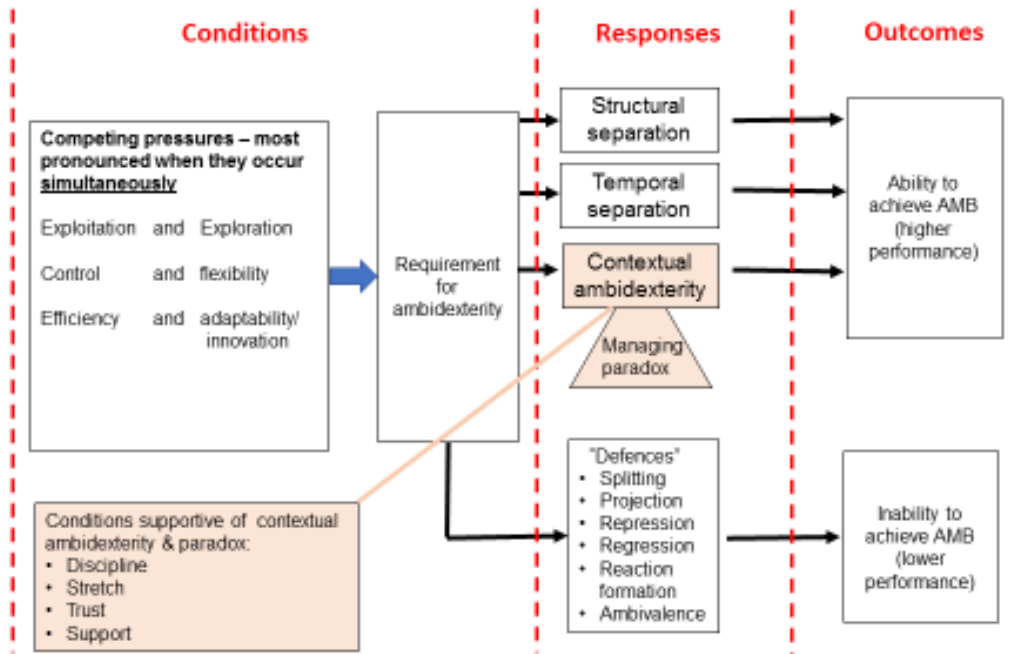 Conditions
Responses
Outcomes
Competing pressures – most
pronounced when they occur
simultaneously
Exploitation and Exploration
Control and flexibility
Efficiency and adaptability/
innovation
Requirement
for
ambidexterity
Structural
separation
Temporal
separation
Contextual
ambidexterity
Managing
paradox
Ability to
achieve AMB
(higher
performance)
Conditions supportive of contextual
ambidexterity & paradox:
• Discipline
• Stretch
• Trust
• Support
"Defences"
• Splitting
• Projection
• Repression
• Regression
• Reaction
formation
• Ambivalence
Inability to
achieve AMB
(lower
performance)